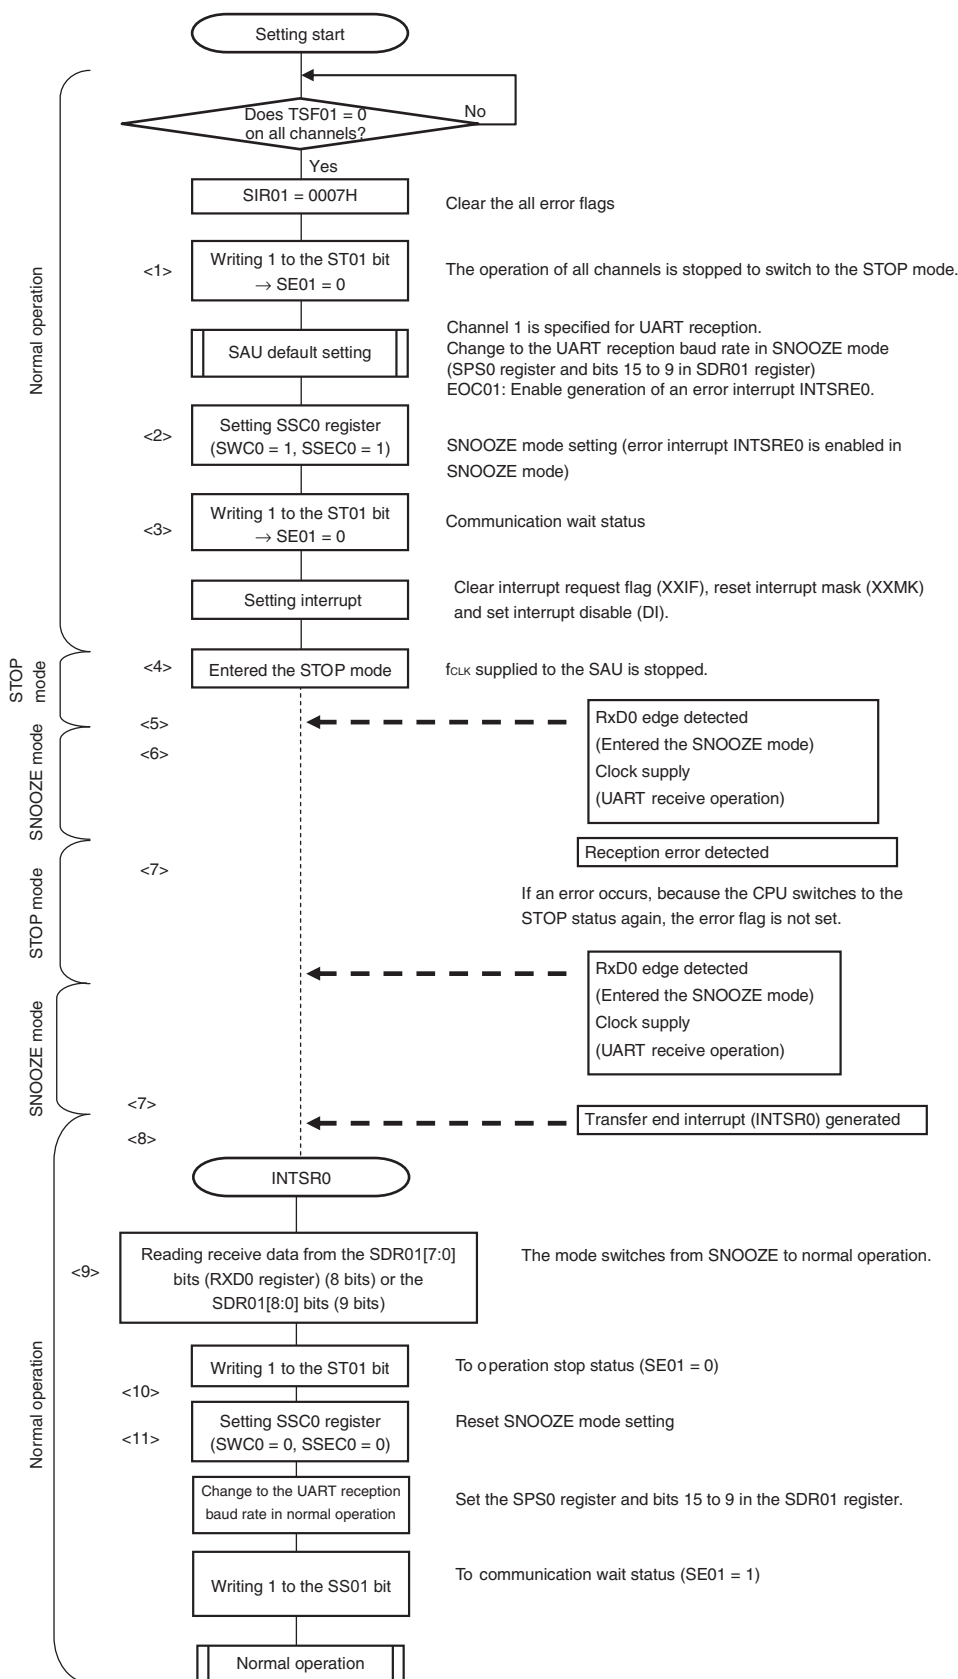 Setting start
Does TSF01 = 0
on all channels?
No
Yes
SIR01 = 0007H
Clear the all error flags
<1>
Writing 1 to the ST01 bit
→ SE01 = 0
The operation of all channels is stopped to switch to the STOP mode.
Normal operation
SAU default setting
Channel 1 is specified for UART reception.
Change to the UART reception baud rate in SNOOZE mode
(SPS0 register and bits 15 to 9 in SDR01 register)
EOC01: Enable generation of an error interrupt INTSRE0.
<2>
Setting SSC0 register
(SWC0 = 1, SSEC0 = 1)
SNOOZE mode setting (error interrupt INTSRE0 is enabled in
SNOOZE mode)
<3>
Writing 1 to the ST01 bit
→ SE01 = 0
Communication wait status
Setting interrupt
Clear interrupt request flag (XXIF), reset interrupt mask (XXMK)
and set interrupt disable (DI).
STOP
mode
<4>
Entered the STOP mode
fCLK supplied to the SAU is stopped.
<5>
<6>
SNOOZE mode
RxD0 edge detected
(Entered the SNOOZE mode)
Clock supply
(UART receive operation)
Reception error detected
<7>
STOP mode
If an error occurs, because the CPU switches to the
STOP status again, the error flag is not set.
RxD0 edge detected
(Entered the SNOOZE mode)
Clock supply
(UART receive operation)
SNOOZE mode
<7>
<8>
Transfer end interrupt (INTSR0) generated
INTSR0
<9>
Reading receive data from the SDR01[7:0]
bits (RXD0 register) (8 bits) or the
SDR01[8:0] bits (9 bits)
The mode switches from SNOOZE to normal operation.
Normal operation
Writing 1 to the ST01 bit
To operation stop status (SE01 = 0)
<10>
<11>
Setting SSC0 register
(SWC0 = 0, SSEC0 = 0)
Reset SNOOZE mode setting
Change to the UART reception
baud rate in normal operation
Set the SPS0 register and bits 15 to 9 in the SDR01 register.
Writing 1 to the SS01 bit
To communication wait status (SE01 = 1)
Normal operation